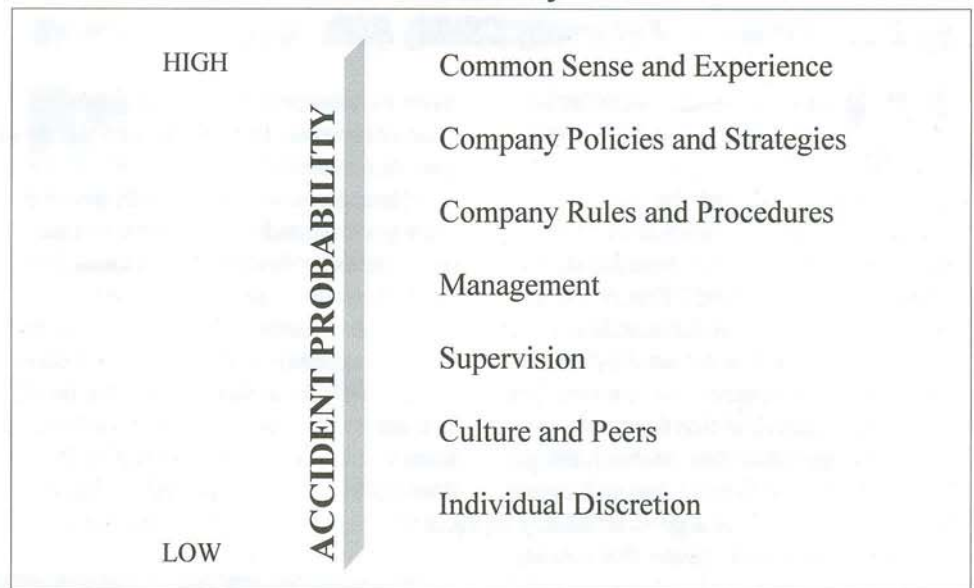 HIGH
ACCIDENT PROBABILITY
LOW
Common Sense and Experience
Company Policies and Strategies
Company Rules and Procedures
Management
Supervision
Culture and Peers
Individual Discretion